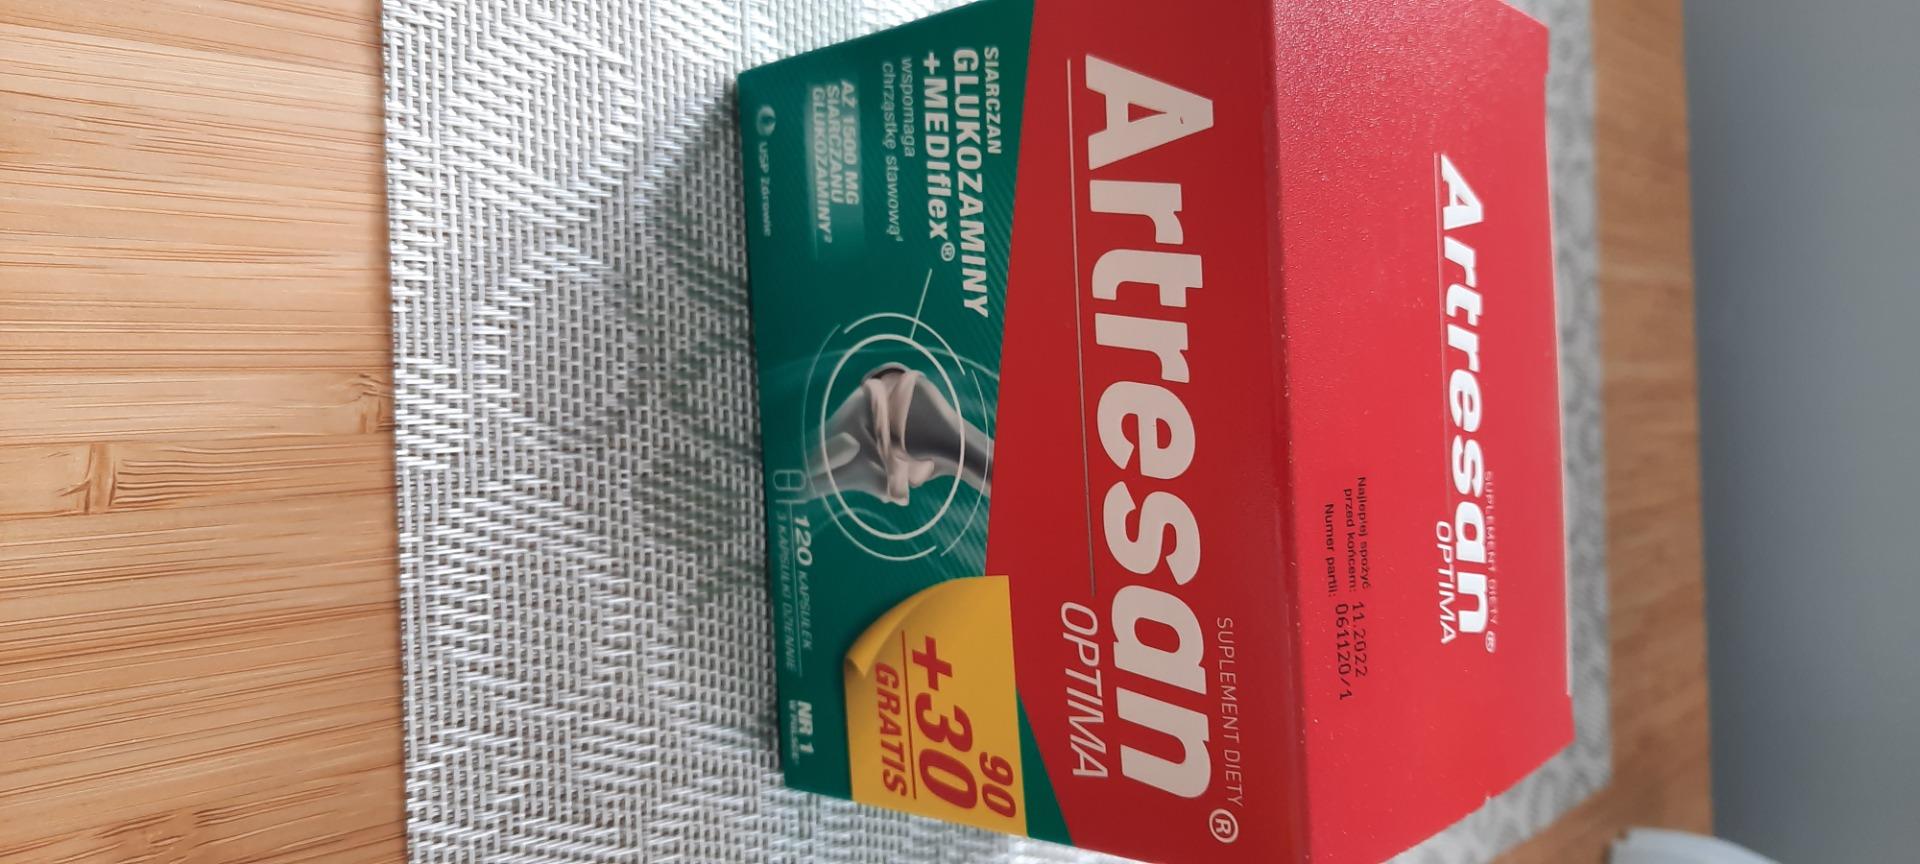 Artresan®
SUPLEMENT DIETY
OPTIMA
Najlepiej spożyć
przed końcem: 11.2022
Numer partii: 061120/1
SUPLEMENT DIETY
Artresan®
OPTIMA
SIARCZAN
GLUKOZAMINY
+MEDIflex®
wspomaga
chrząstkę stawową¹
AŻ 1500 MG
SIARCZANU
GLUKOZAMINY²
90
+30
GRATIS
USP Zdrowie
120 KAPSUŁEK
3 KAPSUŁKI DZIENNIE
NR 1